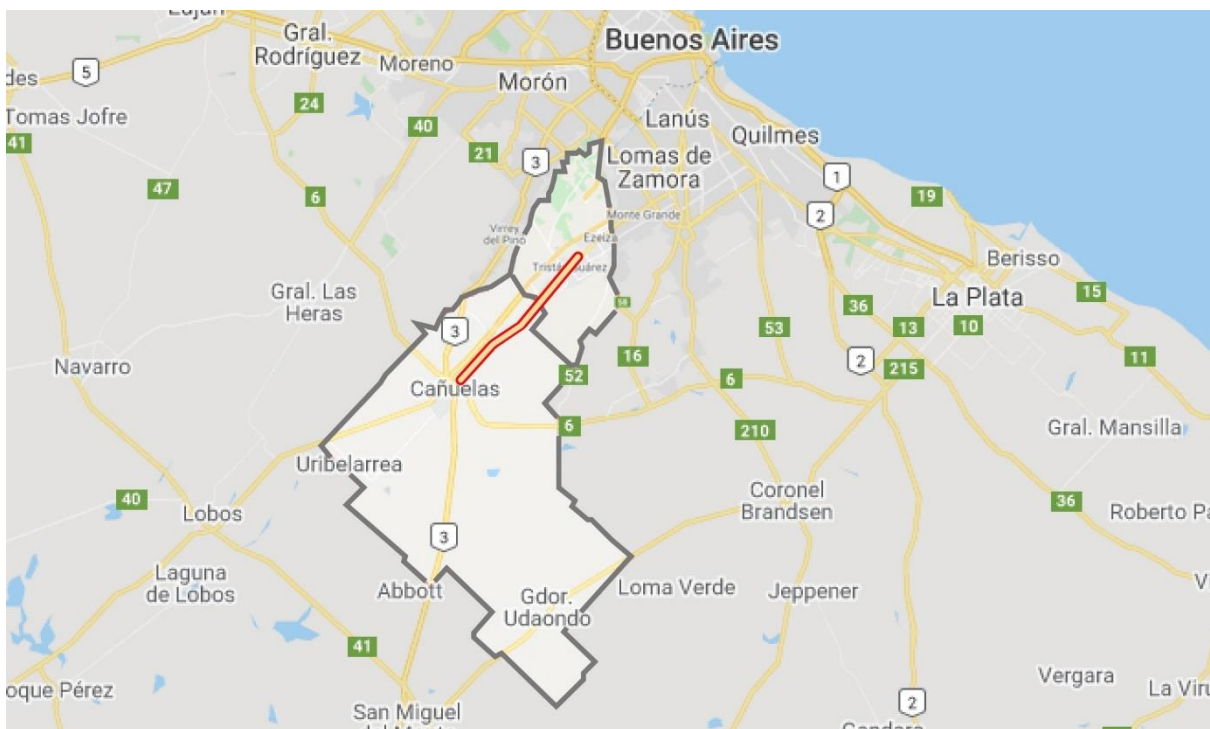 Luján
Gral.
Rodríguez
Moreno
Buenos Aires
Morón
5
des
Tomas Jofre
24
40
41
21
3
Lanús
Quilmes
Lomas de
Zamora
1
47
6
2
19
Monte Grande
Virrey
del Pino
Ezeiza
Tristán Suárez
Berisso
Gral. Las
Heras
La Plata
15
58
36
3
53
13
10
16
11
Navarro
2
215
52
6
Cañuelas
6
210
Gral. Mansilla
Uribelarrea
40
Lobos
Coronel
Brandsen
36
Roberto Pa
3
Laguna
de Lobos
Abbott
Gdor.
Udaondo
Loma Verde
Jeppener
V
41
oque Pérez
Vergara
La Viru
San Miguel
del Monte
2
Gandara